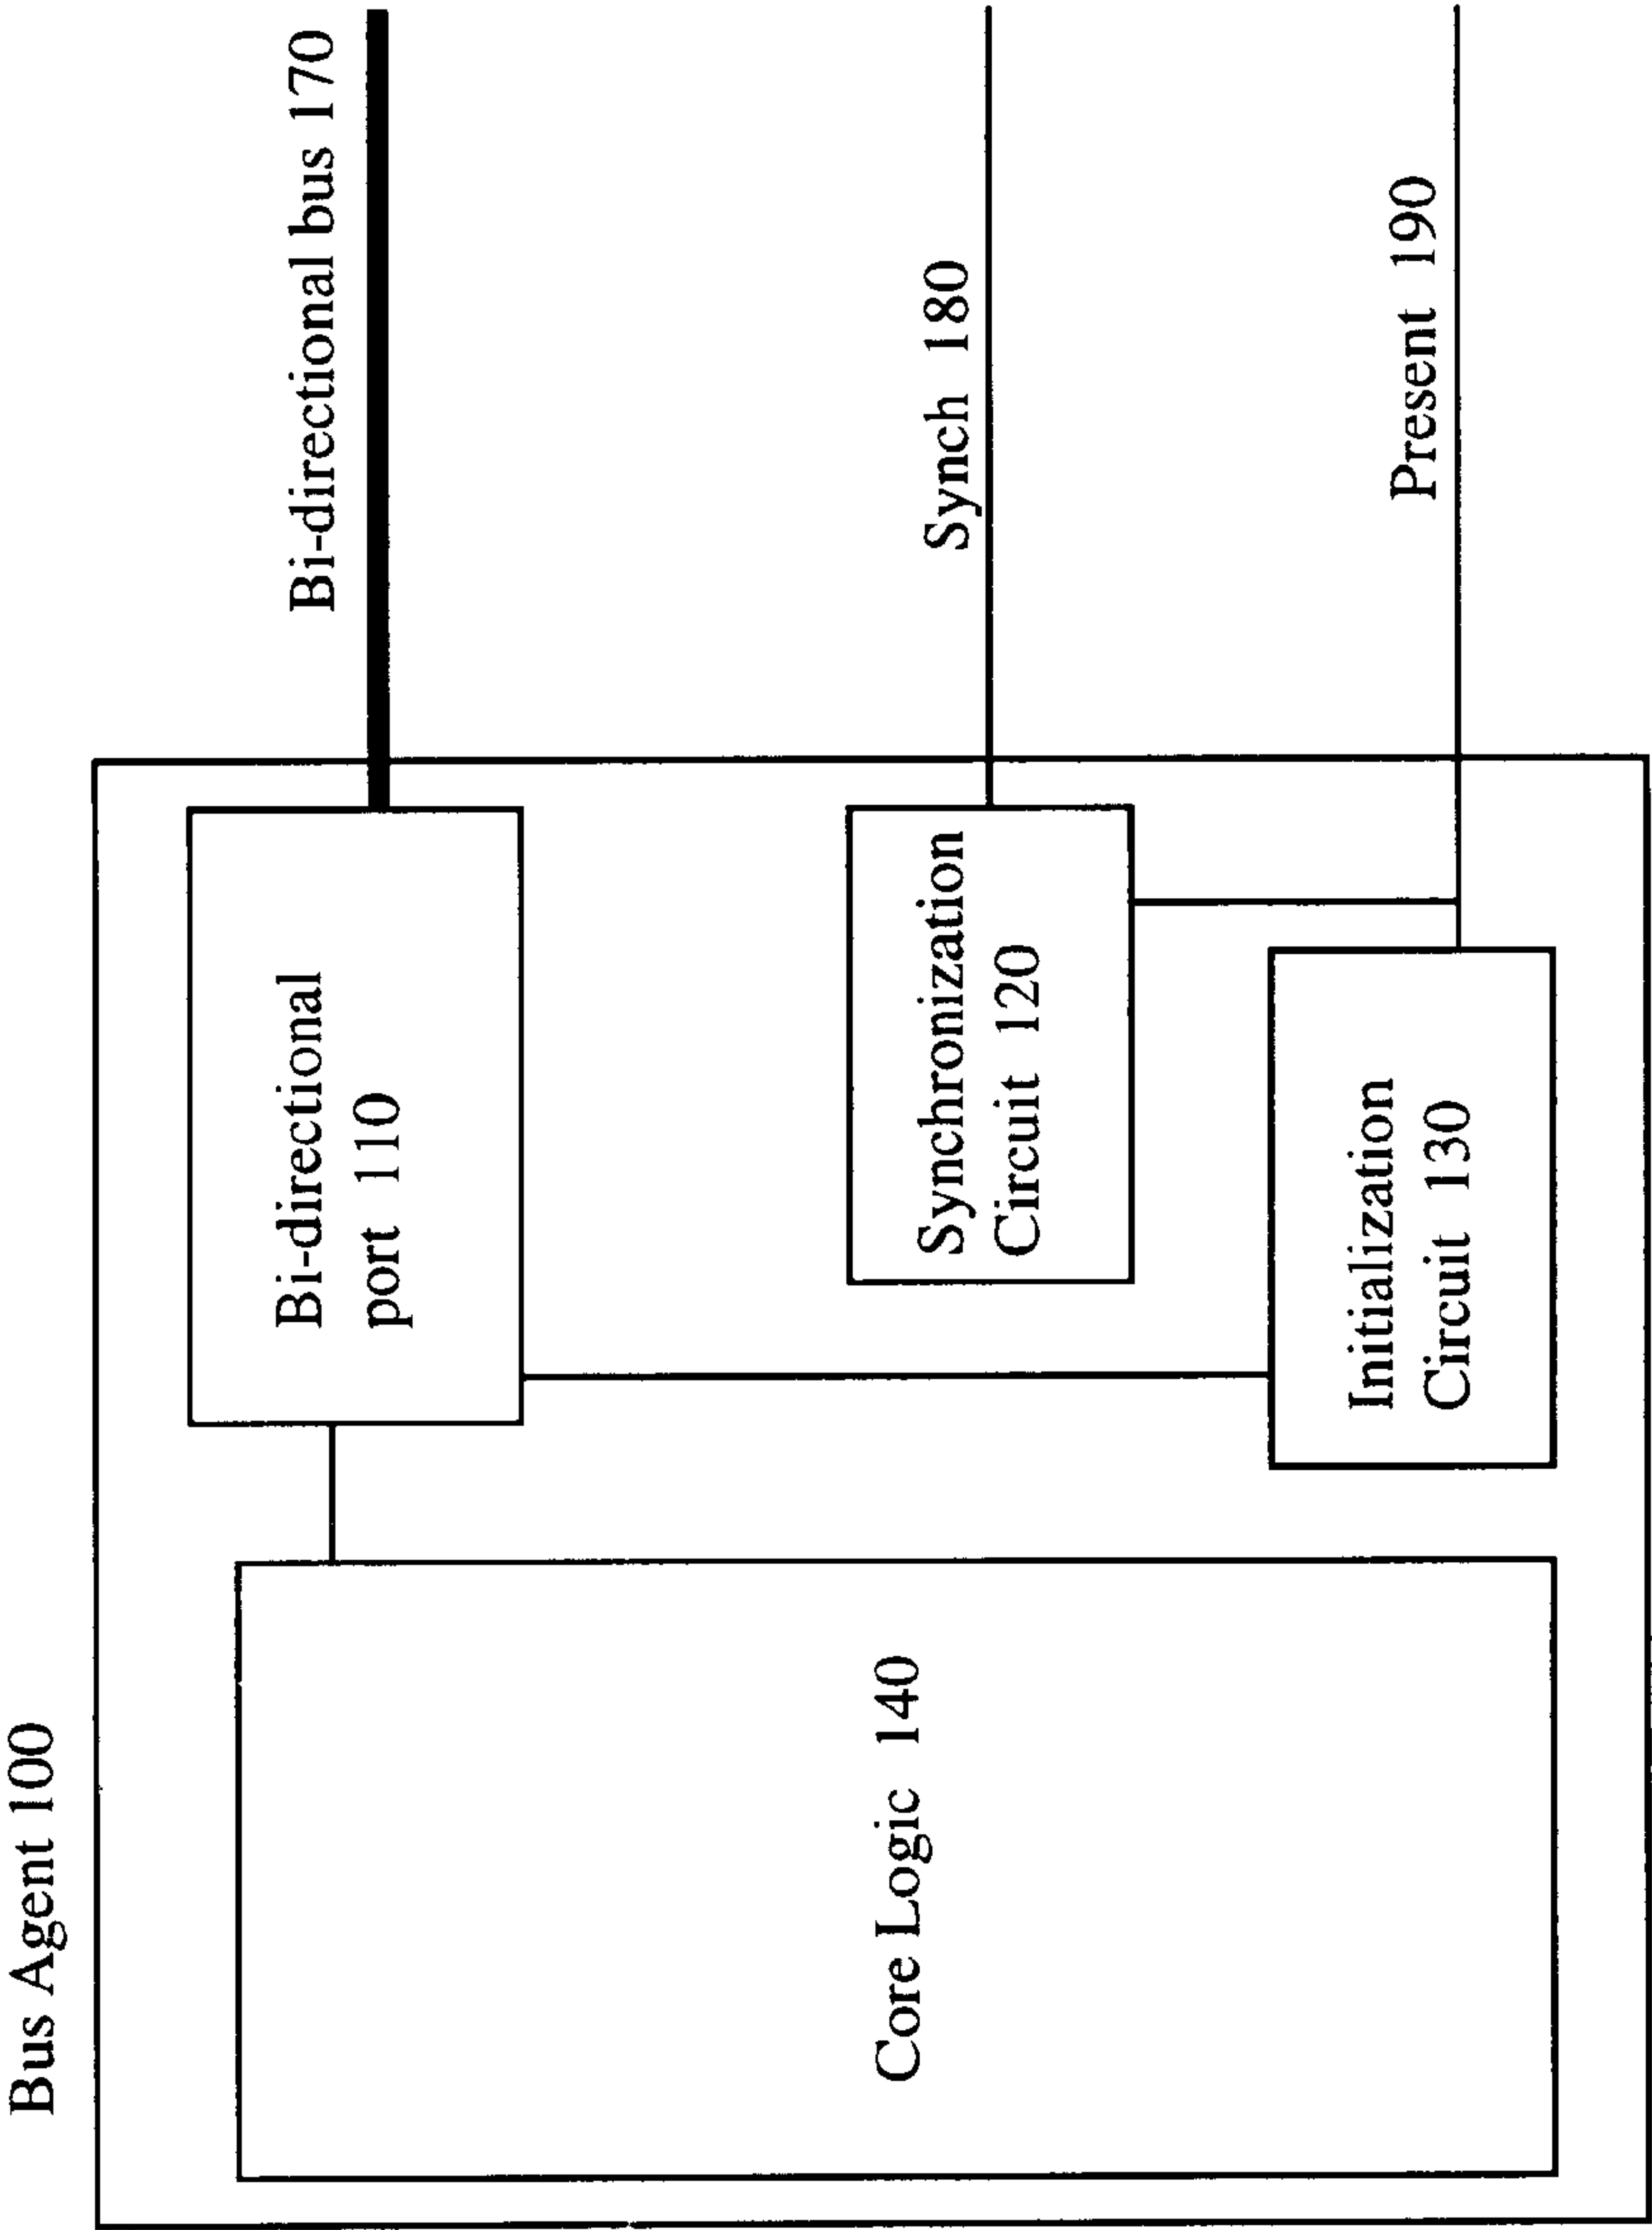 Bus Agent 100
Bi-directional bus 170
Bi-directional
port 110
Core Logic 140
Synchronization
Circuit 120
Synch 180
Initialization
Circuit 130
Present 190